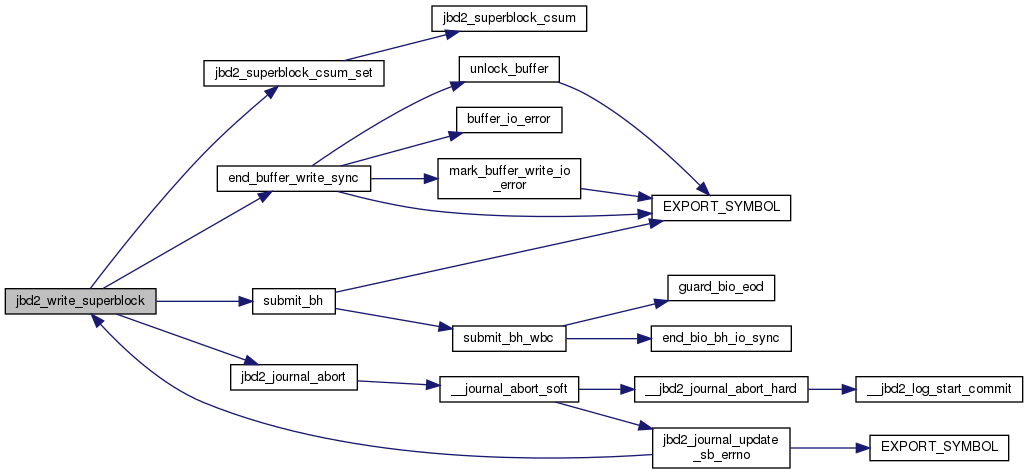 jbd2_superblock_csum
jbd2_superblock_csum_set
unlock_buffer
buffer_io_error
end_buffer_write_sync
mark_buffer_write_io
_error
EXPORT_SYMBOL
jbd2_write_superblock
submit_bh
guard_bio_eod
submit_bh_wbc
end_bio_bh_io_sync
jbd2_journal_abort
__journal_abort_soft
__jbd2_journal_abort_hard
__jbd2_log_start_commit
jbd2_journal_update
_sb_errno
EXPORT_SYMBOL